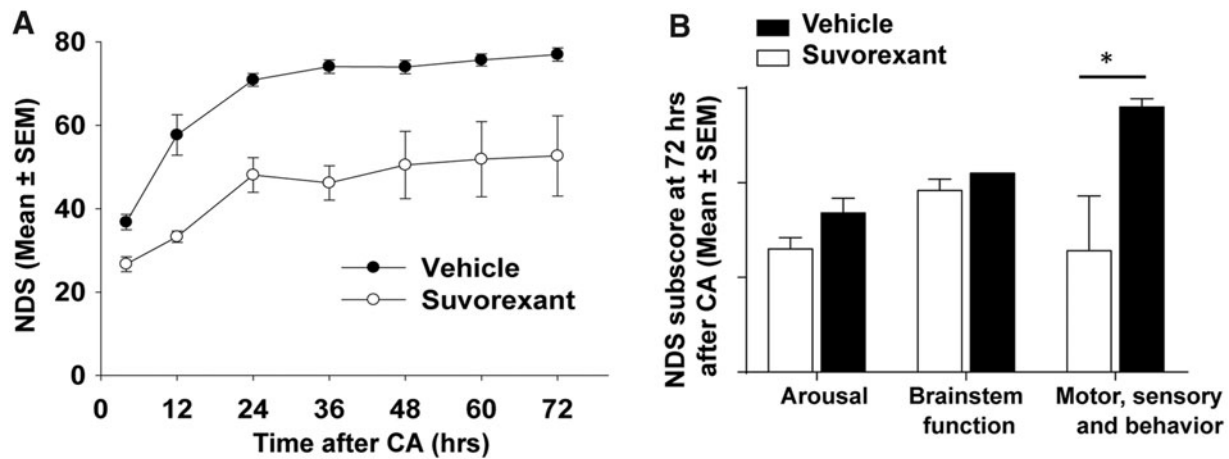 A
NDS (Mean ± SEM)
80
60
40
20
0
0 12 24 36 48 60 72
Time after CA (hrs)
Vehicle
Suvorexant
B
Vehicle
Suvorexant
*
NDS subscore at 72 hrs
after CA (Mean ± SEM)
Arousal
Brainstem
function
Motor, sensory
and behavior